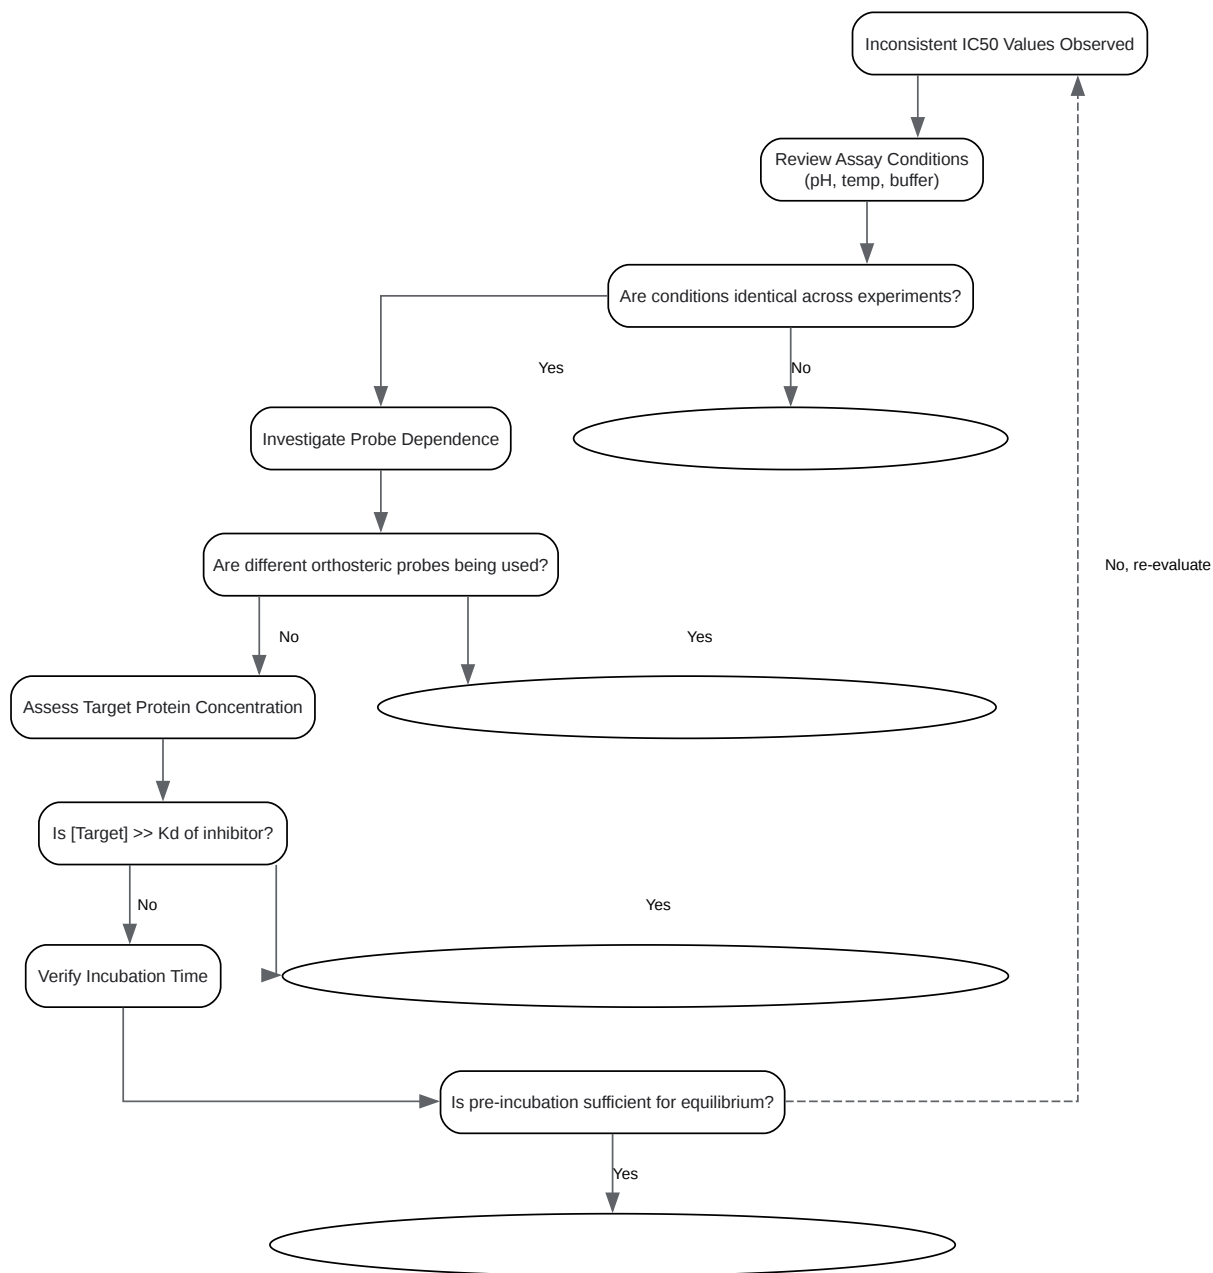 Inconsistent IC50 Values Observed
Review Assay Conditions
(pH, temp, buffer)
Are conditions identical across experiments?
Yes
No
Investigate Probe Dependence
Are different orthosteric probes being used?
No, re-evaluate
No
Yes
Assess Target Protein Concentration
Is [Target] >> Kd of inhibitor?
No
Yes
Verify Incubation Time
Is pre-incubation sufficient for equilibrium?
Yes